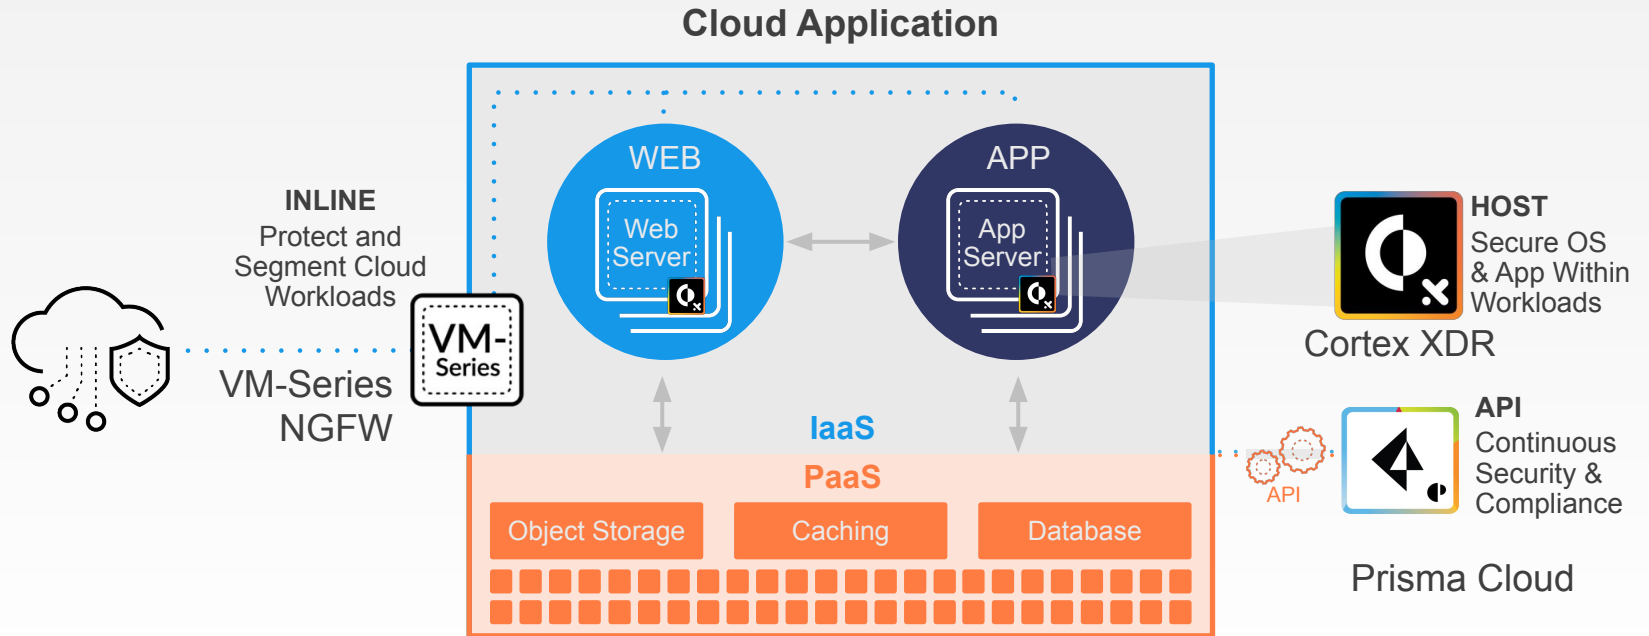 Cloud Application
WEB
Web
Server
APP
App
Server
INLINE
Protect and
Segment Cloud
Workloads
VM-
Series
VM-Series
NGFW
HOST
Secure OS
& App Within
Workloads
Cortex XDR
IaaS
PaaS
Object Storage
Caching
Database
API
API
Continuous
Security &
Compliance
Prisma Cloud